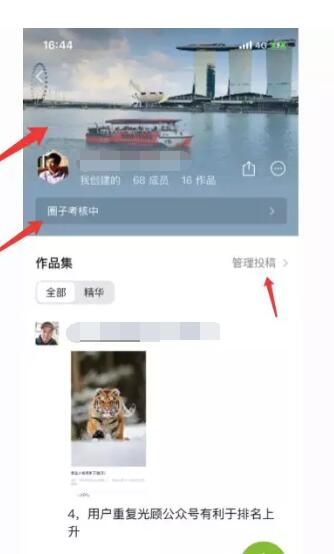 16:44
4G
我创建的 68 成员 16 作品
圈子考核中
作品集
管理投稿
全部
精华
4，用户重复光顾公众号有利于排名上
升